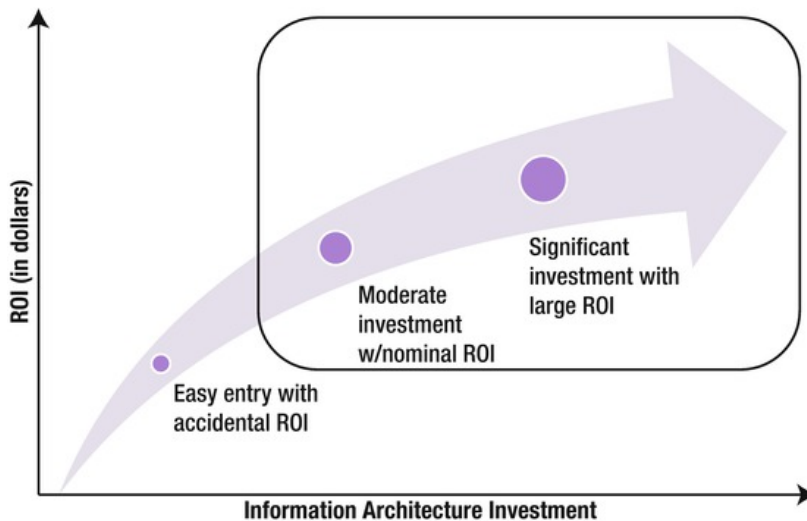 ROI (in dollars)
Significant
investment with
large ROI
Moderate
investment
w/nominal ROI
Easy entry with
accidental ROI
Information Architecture Investment